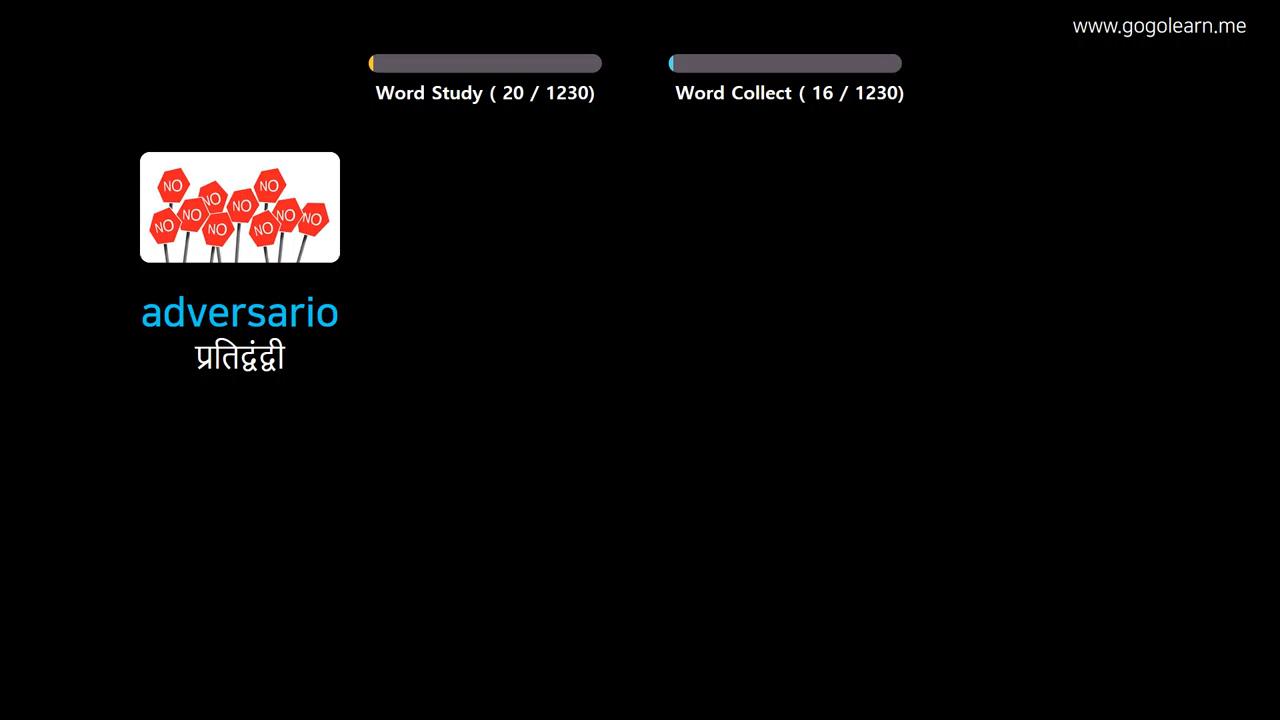 www.gogolearn.me
Word Study ( 20 / 1230)
Word Collect ( 16 / 1230)
NO
NO
NO
NO
NO
NO
NO
NO
NO
NO
adversario
प्रतिद्वंद्वी